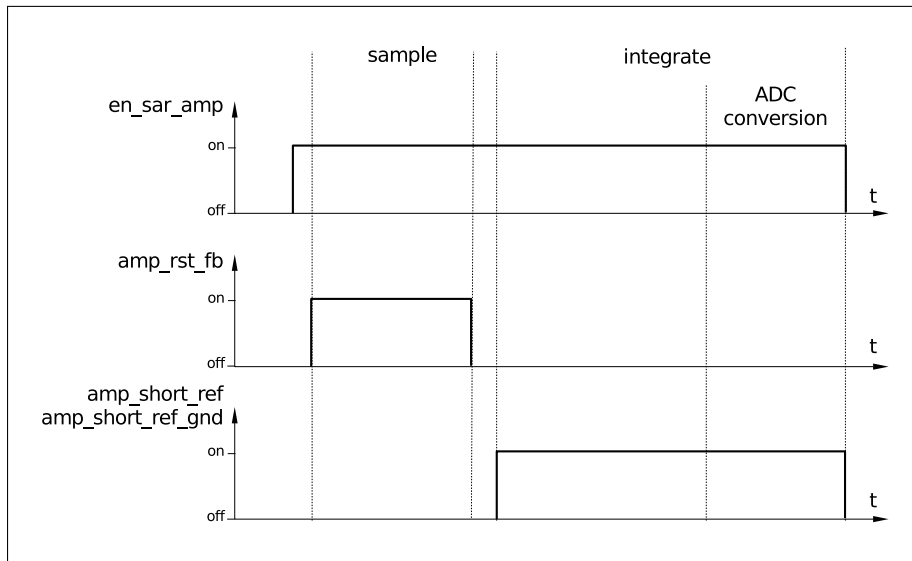 sample
integrate
ADC
conversion
en_sar_amp
on
off
t
amp_rst_fb
on
off
t
amp_short_ref
amp_short_ref_gnd
on
off
t